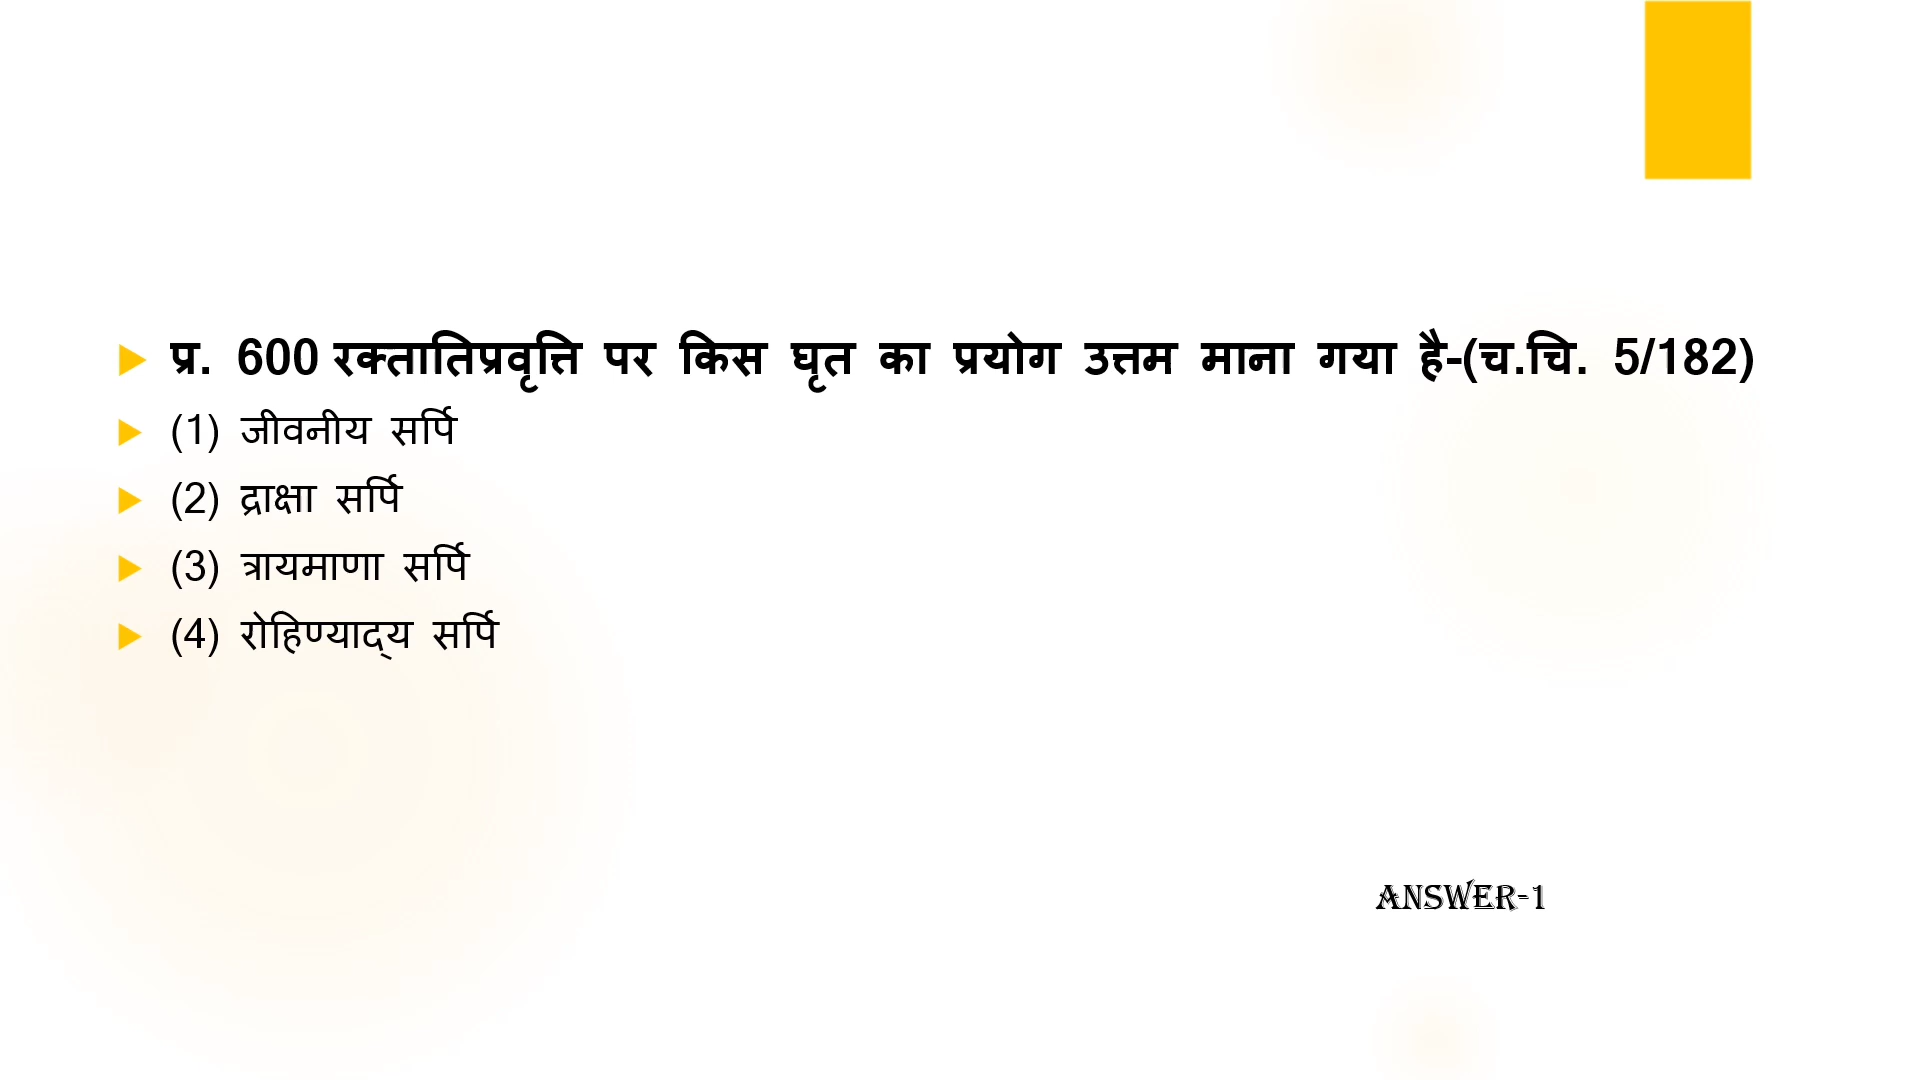 प्र. 600 रक्तातिप्रवृत्ति पर किस घृत का प्रयोग उत्तम माना गया है-(च.चि. 5/182)
(1) जीवनीय सर्पि
(2) द्राक्षा सर्पि
(3) त्रायमाणा सर्पि
(4) रोहिण्याद्य सर्पि
ANSWER-1